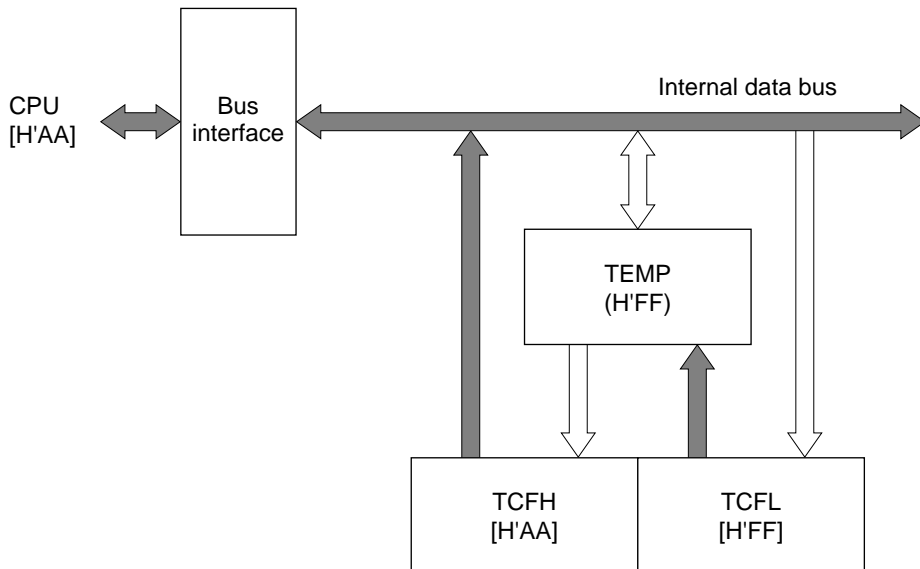 Internal data bus
CPU
[H'AA]
Bus
interface
TEMP
(H'FF)
TCFH
[H'AA]
TCFL
[H'FF]